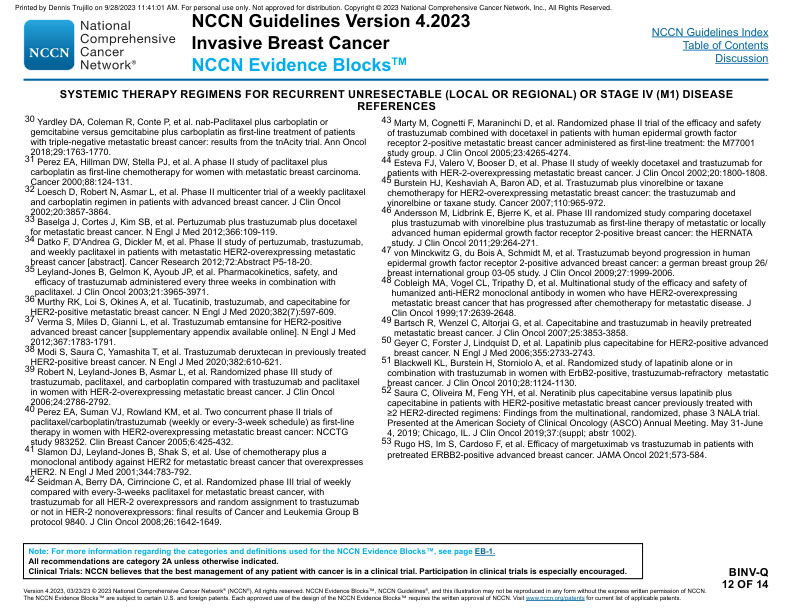 Printed by Dennis Trujillo on 9/28/2023 11:41:01 AM. For personal use only. Not approved for distribution. Copyright © 2023 National Comprehensive Cancer Network, Inc., All Rights Reserved.
NCCN
National
Comprehensive
Cancer
Network®
NCCN Guidelines Version 4.2023
Invasive Breast Cancer
NCCN Evidence Blocks™
NCCN Guidelines Index
Table of Contents
Discussion
SYSTEMIC THERAPY REGIMENS FOR RECURRENT UNRESECTABLE (LOCAL OR REGIONAL) OR STAGE IV (M1) DISEASE
REFERENCES
30 Yardley DA, Coleman R, Conte P, et al. nab-Paclitaxel plus carboplatin or
gemcitabine versus gemcitabine plus carboplatin as first-line treatment of patients
with triple-negative metastatic breast cancer: results from the tnAcity trial. Ann Oncol
2018;29:1763-1770.
31 Perez EA, Hillman DW, Stella PJ, et al. A phase II study of paclitaxel plus
carboplatin as first-line chemotherapy for women with metastatic breast carcinoma.
Cancer 2000;88:124-131.
32 Loesch D, Robert N, Asmar L, et al. Phase II multicenter trial of a weekly paclitaxel
and carboplatin regimen in patients with advanced breast cancer. J Clin Oncol
2002;20:3857-3864.
33 Baselga J, Cortes J, Kim SB, et al. Pertuzumab plus trastuzumab plus docetaxel
for metastatic breast cancer. N Engl J Med 2012;366:109-119.
34 Datko F, D'Andrea G, Dickler M, et al. Phase II study of pertuzumab, trastuzumab,
and weekly paclitaxel in patients with metastatic HER2-overexpressing metastatic
breast cancer [abstract]. Cancer Research 2012;72:Abstract P5-18-20.
35 Leyland-Jones B, Gelmon K, Ayoub JP, et al. Pharmacokinetics, safety, and
efficacy of trastuzumab administered every three weeks in combination with
paclitaxel. J Clin Oncol 2003;21:3965-3971.
36 Murthy RK, Loi S, Okines A, et al. Tucatinib, trastuzumab, and capecitabine for
HER2-positive metastatic breast cancer. N Engl J Med 2020;382(7):597-609.
37 Verma S, Miles D, Gianni L, et al. Trastuzumab emtansine for HER2-positive
advanced breast cancer [supplementary appendix available online]. N Engl J Med
2012;367:1783-1791.
38 Modi S, Saura C, Yamashita T, et al. Trastuzumab deruxtecan in previously treated
HER2-positive breast cancer. N Engl J Med 2020;382:610-621.
39 Robert N, Leyland-Jones B, Asmar L, et al. Randomized phase III study of
trastuzumab, paclitaxel, and carboplatin compared with trastuzumab and paclitaxel
in women with HER-2-overexpressing metastatic breast cancer. J Clin Oncol
2006;24:2786-2792.
40 Perez EA, Suman VJ, Rowland KM, et al. Two concurrent phase II trials of
paclitaxel/carboplatin/trastuzumab (weekly or every-3-week schedule) as first-line
therapy in women with HER2-overexpressing metastatic breast cancer: NCCTG
study 983252. Clin Breast Cancer 2005;6:425-432.
41 Slamon DJ, Leyland-Jones B, Shak S, et al. Use of chemotherapy plus a
monoclonal antibody against HER2 for metastatic breast cancer that overexpresses
HER2. N Engl J Med 2001;344:783-792.
42 Seidman A, Berry DA, Cirrincione C, et al. Randomized phase III trial of weekly
compared with every-3-weeks paclitaxel for metastatic breast cancer, with
trastuzumab for all HER-2 overexpressors and random assignment to trastuzumab
or not in HER-2 nonoverexpressors: final results of Cancer and Leukemia Group B
protocol 9840. J Clin Oncol 2008;26:1642-1649.
43 Marty M, Cognetti F, Maraninchi D, et al. Randomized phase II trial of the efficacy and safety
of trastuzumab combined with docetaxel in patients with human epidermal growth factor
receptor 2-positive metastatic breast cancer administered as first-line treatment: the M77001
study group. J Clin Oncol 2005;23:4265-4274.
44 Esteva FJ, Valero V, Booser D, et al. Phase II study of weekly docetaxel and trastuzumab for
patients with HER-2-overexpressing metastatic breast cancer. J Clin Oncol 2002;20:1800-1808.
45 Burstein HJ, Keshaviah A, Baron AD, et al. Trastuzumab plus vinorelbine or taxane
chemotherapy for HER2-overexpressing metastatic breast cancer: the trastuzumab and
vinorelbine or taxane study. Cancer 2007;110:965-972.
46 Andersson M, Lidbrink E, Bjerre K, et al. Phase III randomized study comparing docetaxel
plus trastuzumab with vinorelbine plus trastuzumab as first-line therapy of metastatic or locally
advanced human epidermal growth factor receptor 2-positive breast cancer: the HERNATA
study. J Clin Oncol 2011;29:264-271.
47 von Minckwitz G, du Bois A, Schmidt M, et al. Trastuzumab beyond progression in human
epidermal growth factor receptor 2-positive advanced breast cancer: a german breast group 26/
breast international group 03-05 study. J Clin Oncol 2009;27:1999-2006.
48 Cobleigh MA, Vogel CL, Tripathy D, et al. Multinational study of the efficacy and safety of
humanized anti-HER2 monoclonal antibody in women who have HER2-overexpressing
metastatic breast cancer that has progressed after chemotherapy for metastatic disease. J
Clin Oncol 1999;17:2639-2648.
49 Bartsch R, Wenzel C, Altorjai G, et al. Capecitabine and trastuzumab in heavily pretreated
metastatic breast cancer. J Clin Oncol 2007;25:3853-3858.
50 Geyer C, Forster J, Lindquist D, et al. Lapatinib plus capecitabine for HER2-positive advanced
breast cancer. N Engl J Med 2006;355:2733-2743.
51 Blackwell KL, Burstein H, Storniolo A, et al. Randomized study of lapatinib alone or in
combination with trastuzumab in women with ErbB2-positive, trastuzumab-refractory metastatic
breast cancer. J Clin Oncol 2010;28:1124-1130.
52 Saura C, Oliveira M, Feng YH, et al. Neratinib plus capecitabine versus lapatinib plus
capecitabine in patients with HER2-positive metastatic breast cancer previously treated with
≥2 HER2-directed regimens: Findings from the multinational, randomized, phase 3 NALA trial.
Presented at the American Society of Clinical Oncology (ASCO) Annual Meeting. May 31-June
4, 2019; Chicago, IL. J Clin Oncol 2019;37:(suppl; abstr 1002).
53 Rugo HS, Im S, Cardoso F, et al. Efficacy of margetuximab vs trastuzumab in patients with
pretreated ERBB2-positive advanced breast cancer. JAMA Oncol 2021;573-584.
Note: For more information regarding the categories and definitions used for the NCCN Evidence Blocks™, see page EB-1.
All recommendations are category 2A unless otherwise indicated.
Clinical Trials: NCCN believes that the best management of any patient with cancer is in a clinical trial. Participation in clinical trials is especially encouraged.
BINV-Q
12 OF 14
Version 4.2023, 03/23/23 © 2023 National Comprehensive Cancer Network® (NCCN®), All rights reserved. NCCN Evidence Blocks™, NCCN Guidelines®, and this illustration may not be reproduced in any form without the express written permission of NCCN.
The NCCN Evidence Blocks™ are subject to certain U.S. and foreign patents. Each approved use of the design of the NCCN Evidence Blocks™ requires the written approval of NCCN. Visit www.nccn.org/patents for current list of applicable patents.